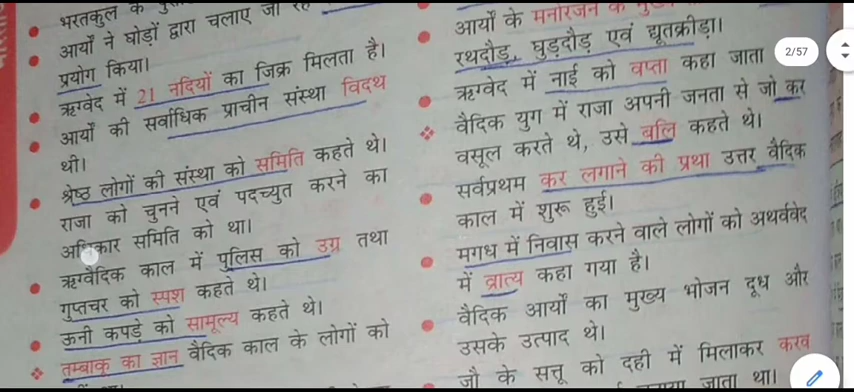 भरतकुल के
आर्यों ने घोड़ों द्वारा चलाए जा रहे
प्रयोग किया।
ऋग्वेद में 21 नदियों का जिक्र मिलता है।
आर्यों की सर्वाधिक प्राचीन संस्था विदथ
थी।
श्रेष्ठ लोगों की संस्था को समिति कहते थे।
राजा को चुनने एवं पदच्युत करने का
अधिकार समिति को था।
ऋग्वैदिक काल में पुलिस को उग्र तथा
गुप्तचर को स्पश कहते थे।
ऊनी कपड़े को सामूल्य कहते थे।
तम्बाकू का ज्ञान वैदिक काल के लोगों को
आर्यों के मनोरंजन के
रथदौड़, घुड़दौड़ एवं द्यूतक्रीड़ा।
ऋग्वेद में नाई को वप्ता कहा जाता
वैदिक युग में राजा अपनी जनता से जो कर
वसूल करते थे, उसे बलि कहते थे।
सर्वप्रथम कर लगाने की प्रथा उत्तर वैदिक
काल में शुरू हुई।
मगध में निवास करने वाले लोगों को अथर्ववेद
में व्रात्य कहा गया है।
वैदिक आर्यों का मुख्य भोजन दूध और
उसके उत्पाद थे।
जौ के सत्तू को दही में मिलाकर करव
जाता था।
2/57